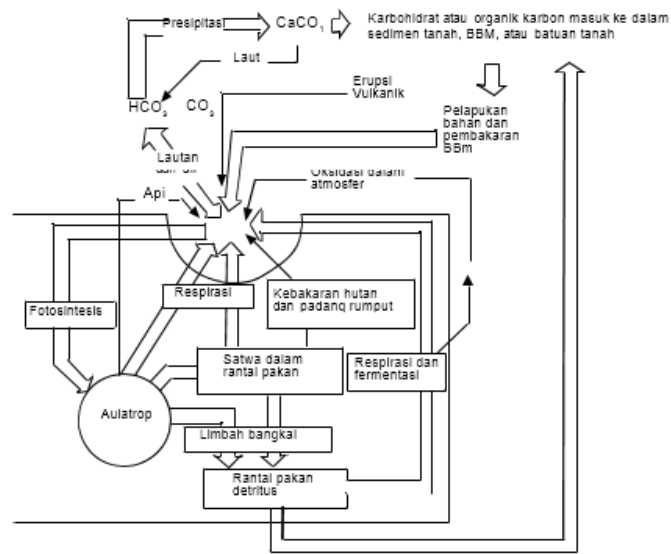 Presipitasi
CaCO₁
Karbohidrat atau organik karbon masuk ke dalam
sedimen tanah, BBM, atau batuan tanah
Laut
Erupsi
Vulkanik
HCO₃ CO₃
Pelapukan
bahan dan
pembakaran
BBm
Lautan
Oksidasi dalam
atmosfer
Api
Respirasi
Kebakaran hutan
dan padang rumput
Fotosintesis
Satwa dalam
rantai pakan
Respirasi dan
fermentasi
Aulatrop
Limbah bangkai
Rantai pakan
detritus